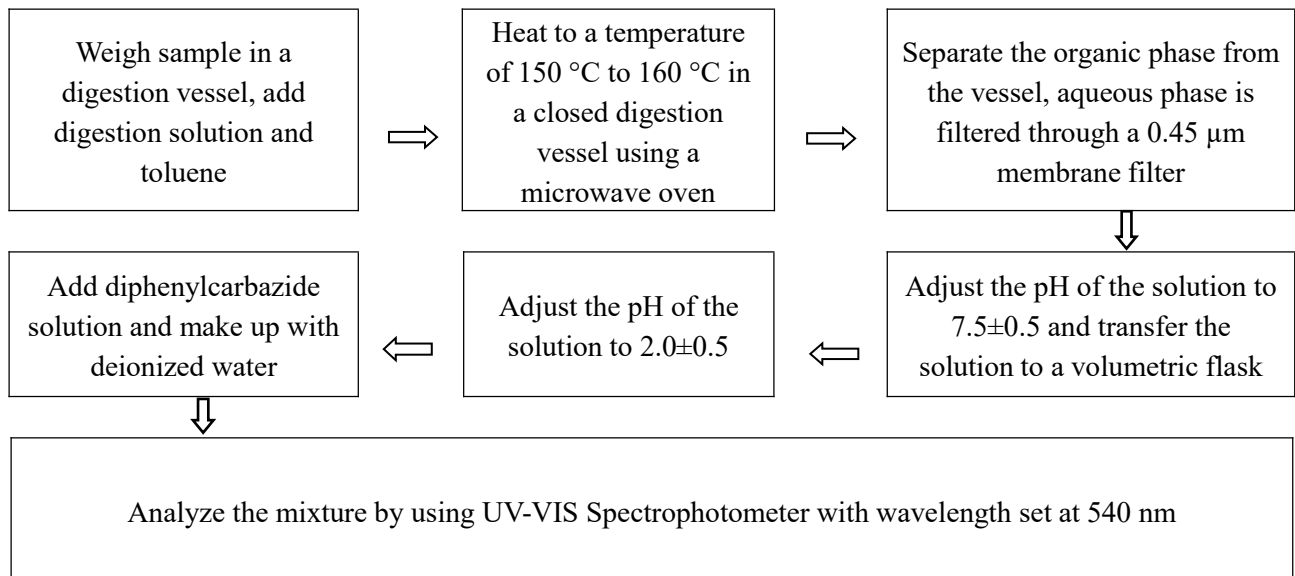 Weigh sample in a
digestion vessel, add
digestion solution and
toluene
Heat to a temperature
of 150 °C to 160 °C in
a closed digestion
vessel using a
microwave oven
Separate the organic phase from
the vessel, aqueous phase is
filtered through a 0.45 µm
membrane filter
Adjust the pH of the solution to
7.5±0.5 and transfer the
solution to a volumetric flask
Adjust the pH of the
solution to 2.0±0.5
Add diphenylcarbazide
solution and make up with
deionized water
Analyze the mixture by using UV-VIS Spectrophotometer with wavelength set at 540 nm